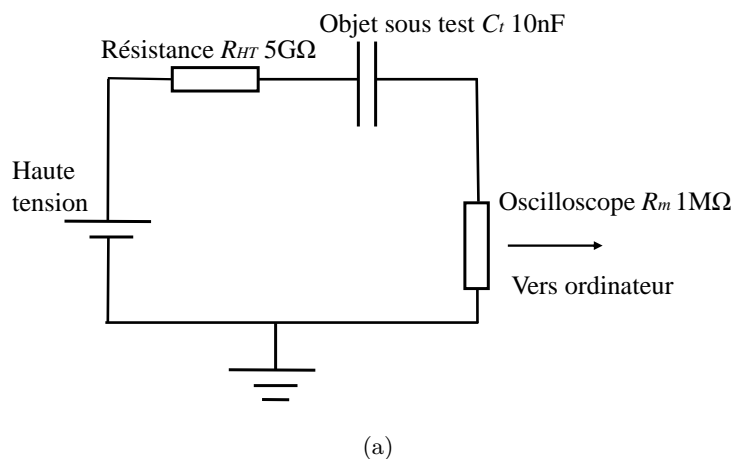 Objet sous test Ct 10nF
Résistance RHT 5GΩ
Haute
tension
Oscilloscope Rm 1MΩ
Vers ordinateur
(a)